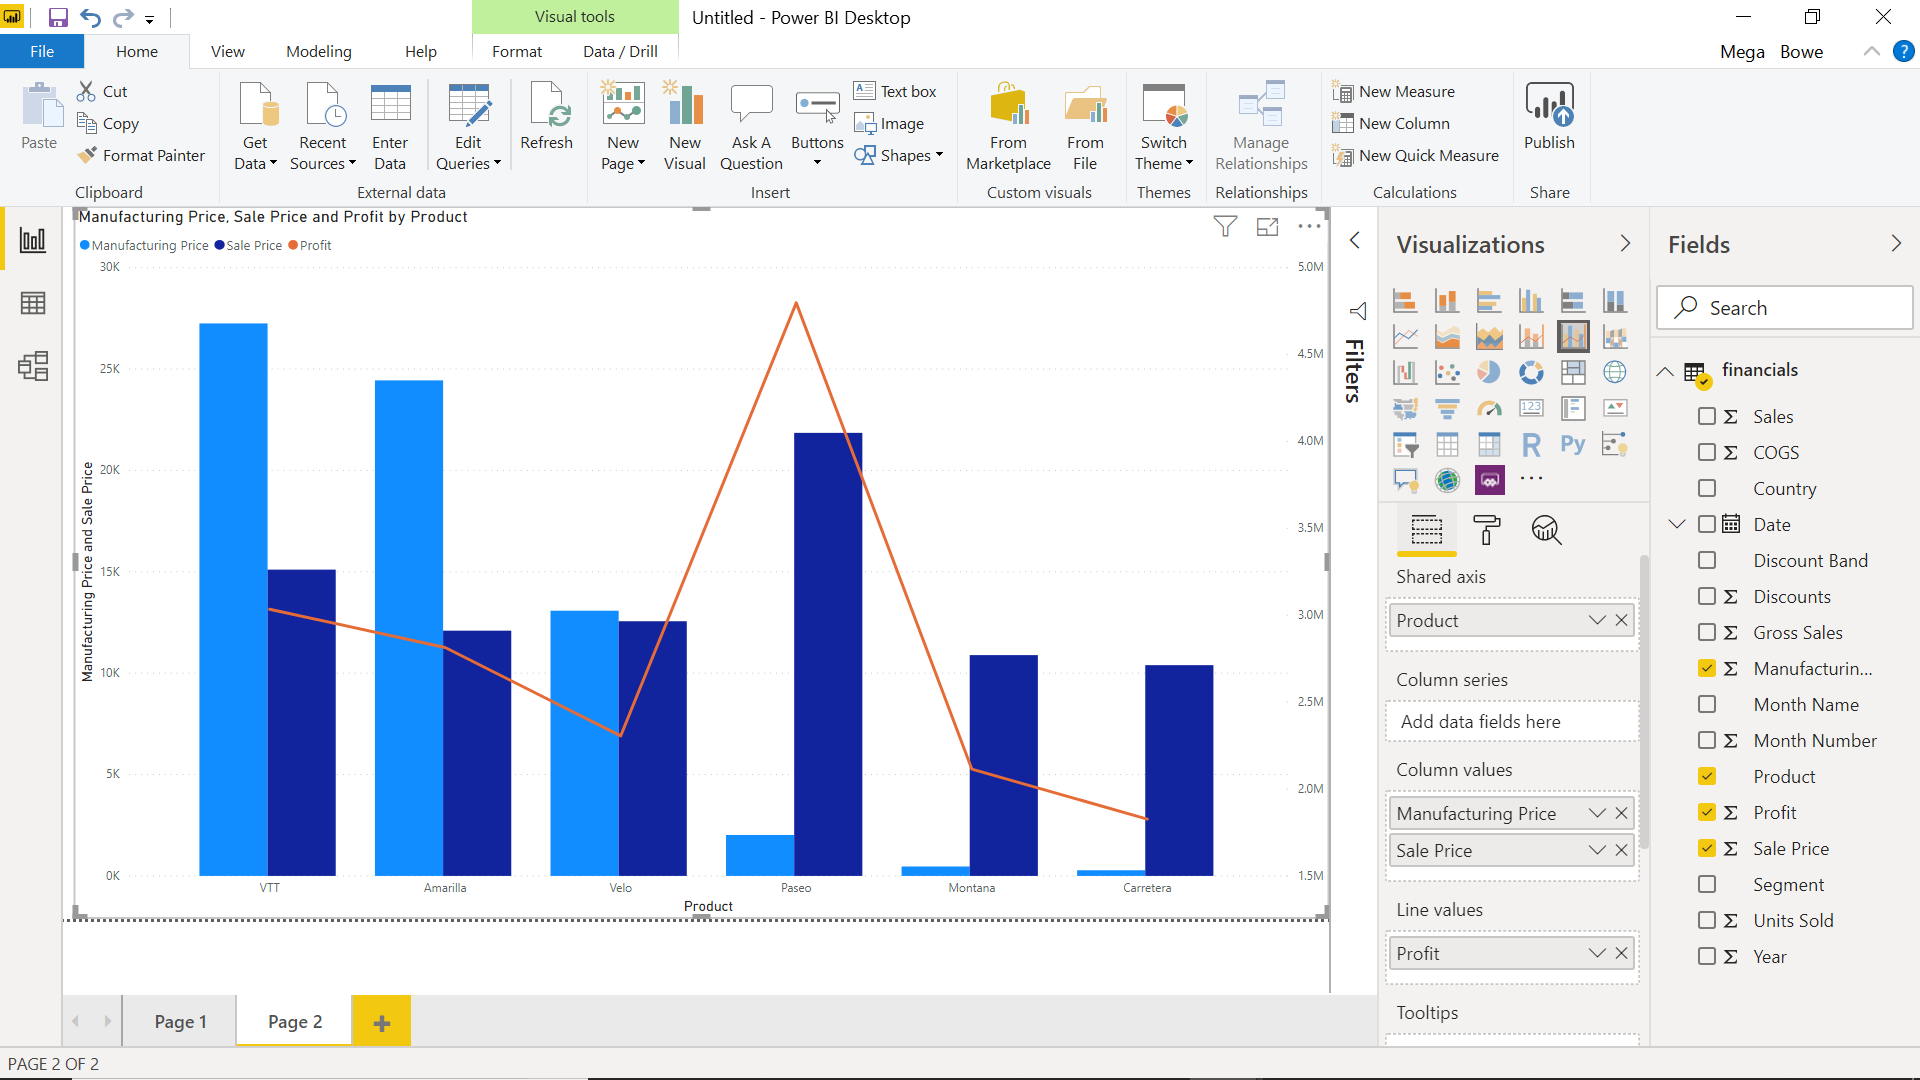 Visual tools
Untitled - Power BI Desktop
File
Home
View
Modeling
Help
Format
Data / Drill
Mega Bowe
?
Paste
Cut
Copy
Format Painter
Clipboard
Get Data
Recent Sources
Enter Data
Edit Queries
Refresh
External data
New Page
New Visual
Ask A Question
Buttons
Text box
Image
Shapes
Insert
From Marketplace
From File
Custom visuals
Switch Theme
Themes
Manage Relationships
Relationships
New Measure
New Column
New Quick Measure
Calculations
Publish
Share
Manufacturing Price, Sale Price and Profit by Product
Manufacturing Price Sale Price Profit
30K
25K
20K
15K
10K
5K
0K
Manufacturing Price and Sale Price
5.0M
4.5M
4.0M
3.5M
3.0M
2.5M
2.0M
1.5M
VTT
Amarilla
Velo
Paseo
Montana
Carretera
Product
Filters
Visualizations
123
R
Py
Shared axis
Product
Column series
Add data fields here
Column values
Manufacturing Price
Sale Price
Line values
Profit
Tooltips
Fields
Search
financials
Σ Sales
Σ COGS
Country
Date
Discount Band
Σ Discounts
Σ Gross Sales
Σ Manufacturin...
Month Name
Σ Month Number
Product
Σ Profit
Σ Sale Price
Segment
Σ Units Sold
Σ Year
Page 1
Page 2
PAGE 2 OF 2